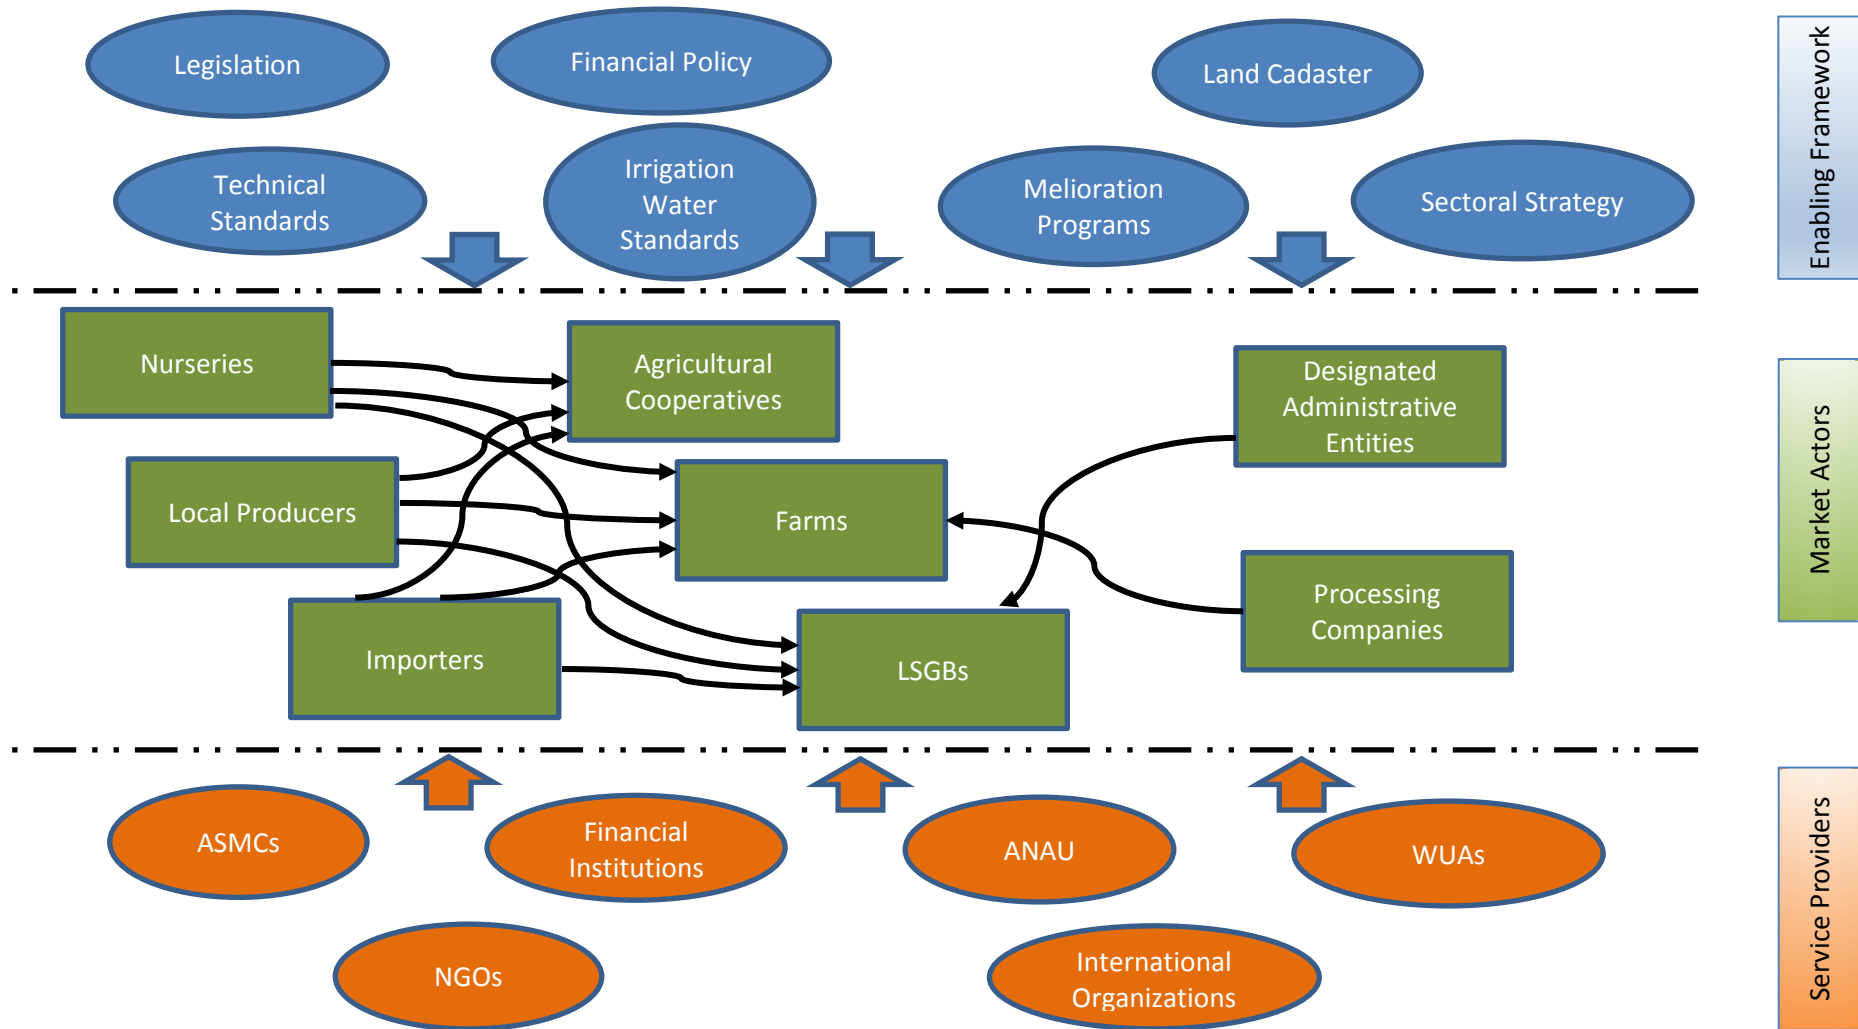 Legislation
Financial Policy
Land Cadaster
Technical
Standards
Irrigation
Water
Standards
Melioration
Programs
Sectoral Strategy
Enabling Framework
Nurseries
Agricultural
Cooperatives
Designated
Administrative
Entities
Local Producers
Farms
Importers
LSGBs
Processing
Companies
Market Actors
ASMCs
Financial
Institutions
ANAU
WUAs
NGOs
International
Organizations
Service Providers